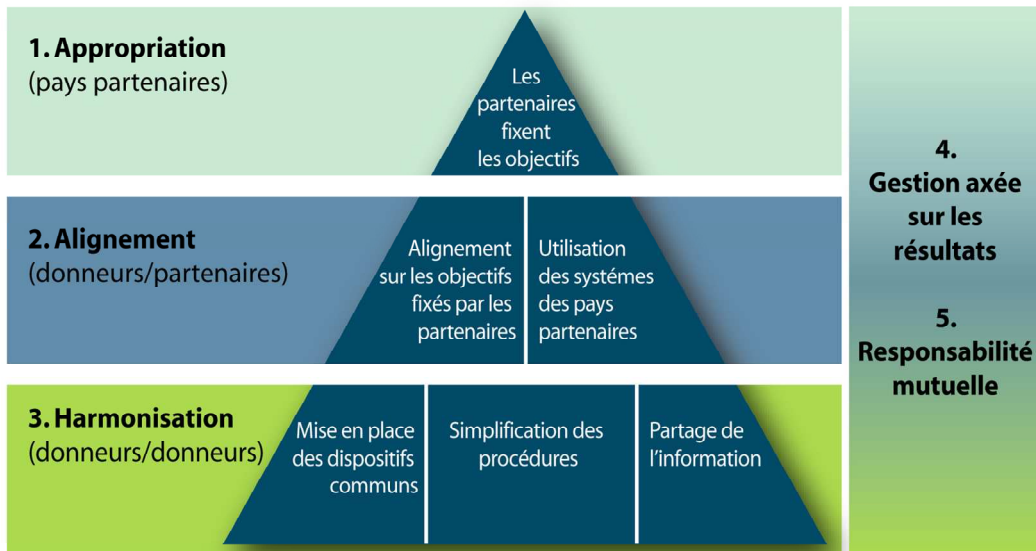 1. Appropriation
(pays partenaires)
Les
partenaires
fixent
les objectifs
2. Alignement
(donneurs/partenaires)
Alignement
sur les objectifs
fixés par les
partenaires
Utilisation
des systémes
des pays
partenaires
3. Harmonisation
(donneurs/donneurs)
Mise en place
des dispositifs
communs
Simplification des
procédures
Partage de
l'information
4.
Gestion axée
sur les
résultats
5.
Responsabilité
mutuelle